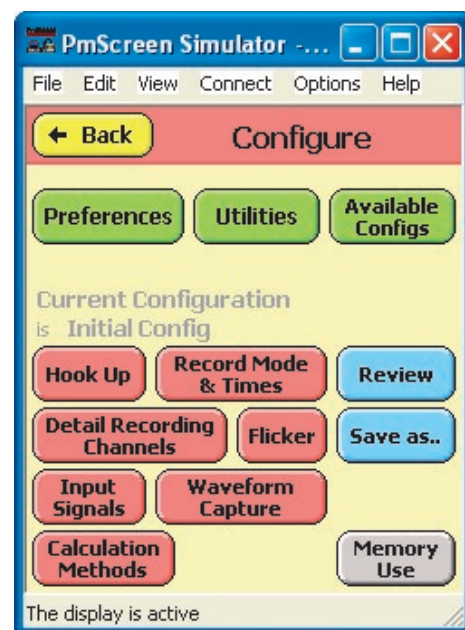 PmScreen Simulator -...
File Edit View Connect Options Help
Back Configure
Preferences Utilities Available
Configs
Current Configuration
is Initial Config
Hook Up Record Mode
& Times Review
Detail Recording
Channels Flicker Save as..
Input
Signals Waveform
Capture
Calculation
Methods Memory
Use
The display is active